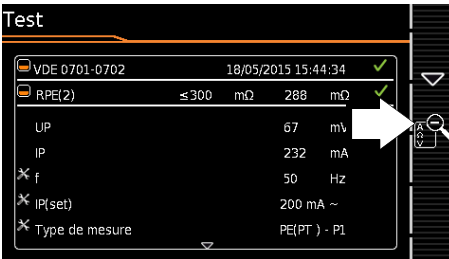 Test
VDE 0701-0702 18/05/2015 15:44:34
RPE(2) ≤300 mΩ 288 mΩ
UP 67 mV
IP 232 mA
f 50 Hz
IP(set) 200 mA ~
Type de mesure PE(PT ) - P1
A
Ω
V